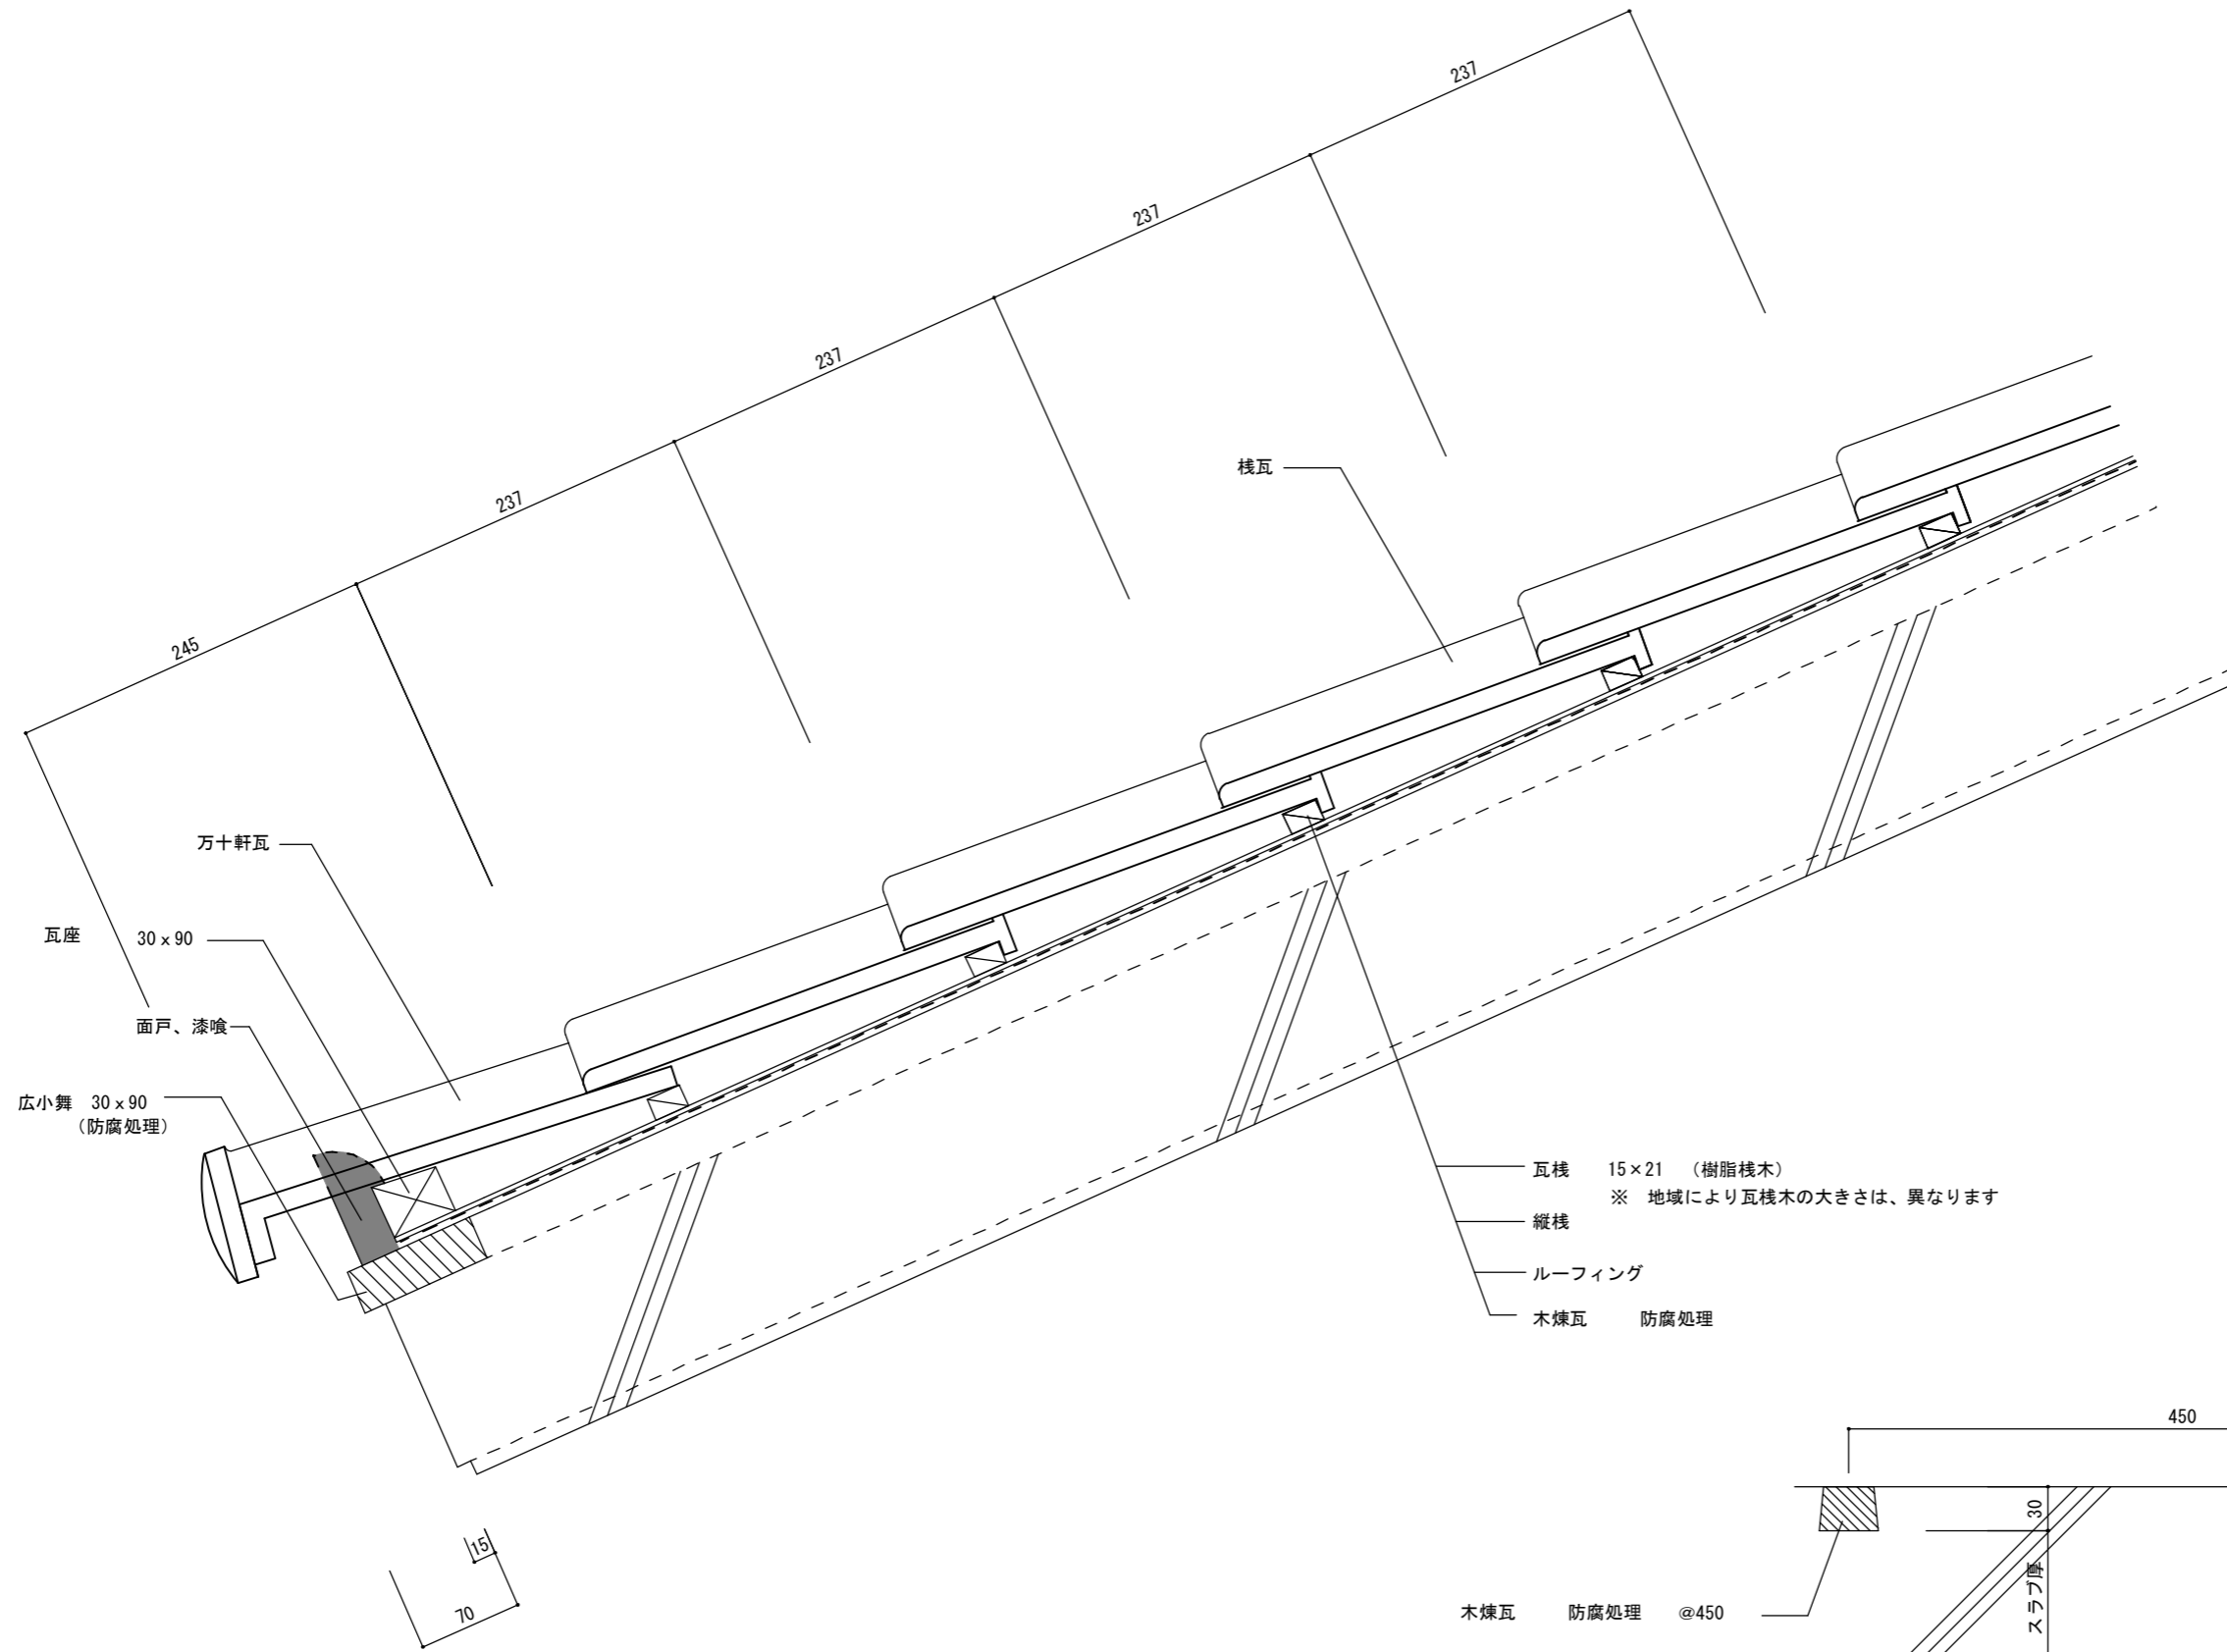 237
237
237
237
237
245
桟瓦
万十軒瓦
瓦座 30x90
面戸、漆喰
広小舞 30x90
（防腐処理）
瓦桟 15×21 （樹脂桟木）
※ 地域により瓦桟木の大きさは、異なります
縦桟
ルーフィング
木煉瓦 防腐処理
450
30
スラブ厚
15
70
木煉瓦 防腐処理 @450